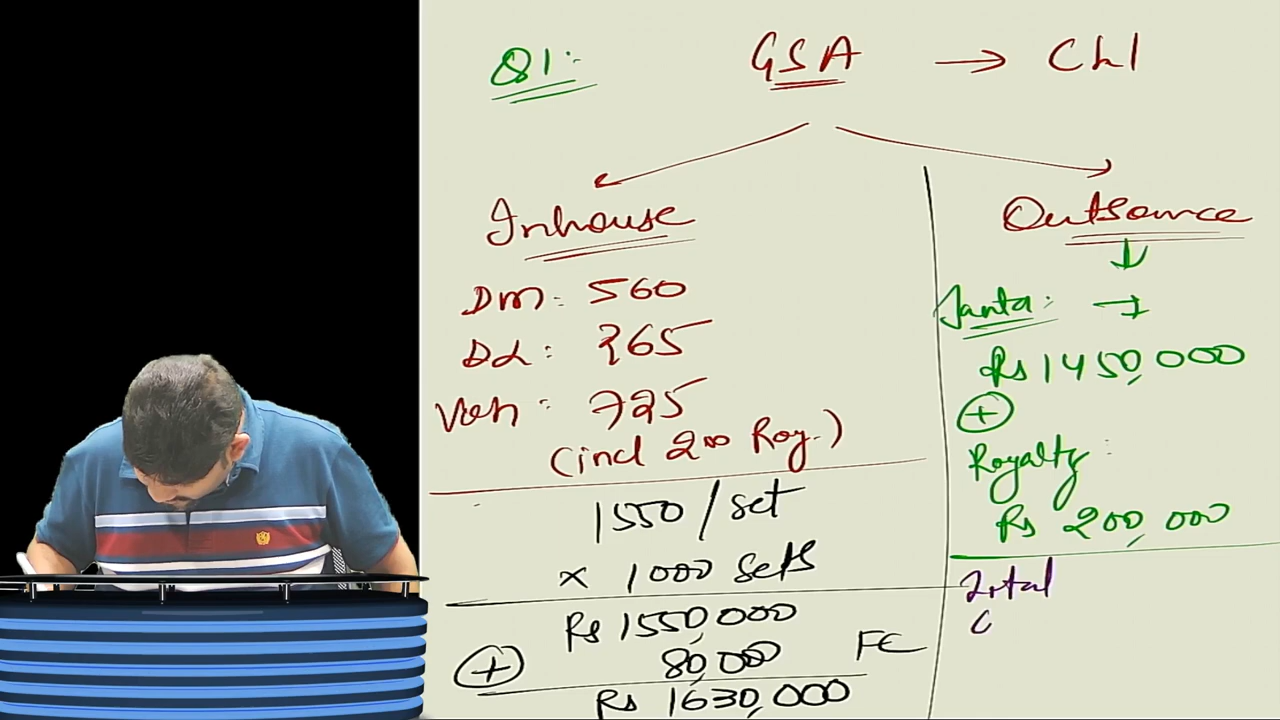 Q1:
GSA → Ch1
Inhouse
DM: 560
DL: 265
VOH: 725
(incl 200 Roy.)
1550/set
x 1000 sets
Rs 1550,000
+ 80,000 FC
Rs 1630,000
Outsource
↓
Janta: →
Rs 1450,000
+
Royalty:
Rs 200,000
Total
C